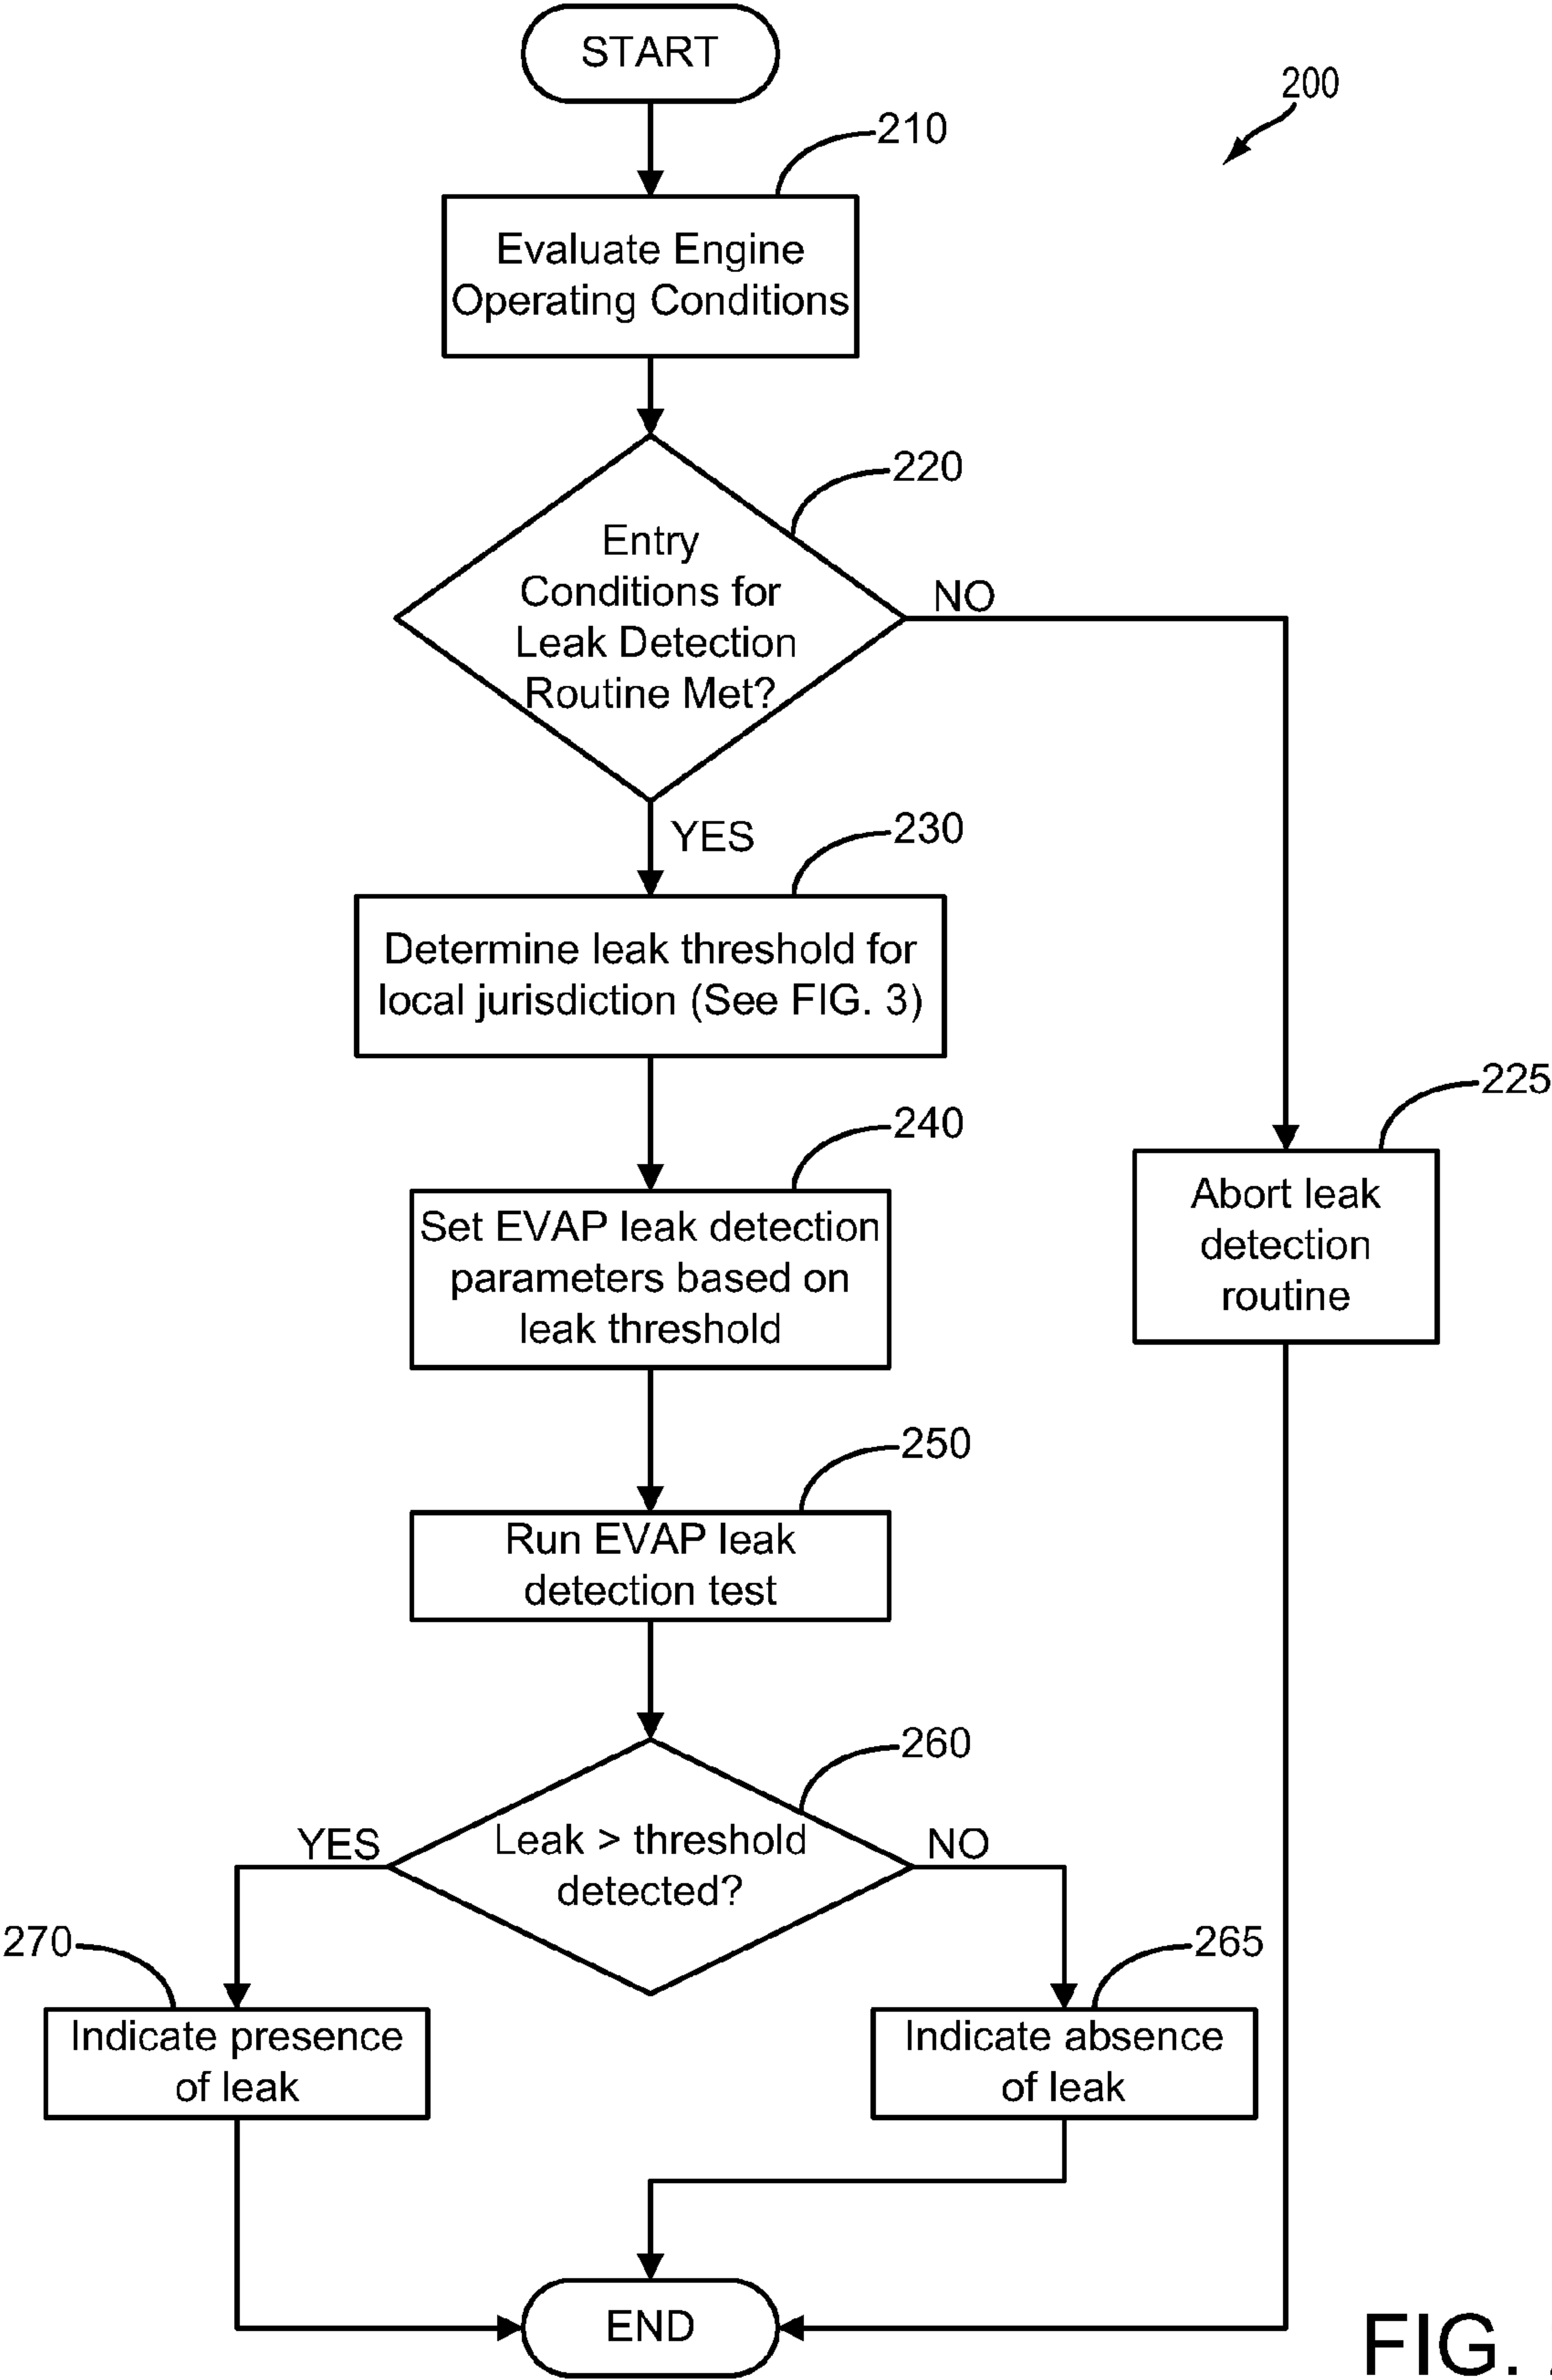 START
200
210
Evaluate Engine
Operating Conditions
220
Entry
Conditions for
Leak Detection
Routine Met?
NO
YES
230
Determine leak threshold for
local jurisdiction (See FIG. 3)
225
240
Abort leak
detection
routine
Set EVAP leak detection
parameters based on
leak threshold
250
Run EVAP leak
detection test
260
Leak > threshold
detected?
YES
NO
270
265
Indicate presence
of leak
Indicate absence
of leak
END
FIG.